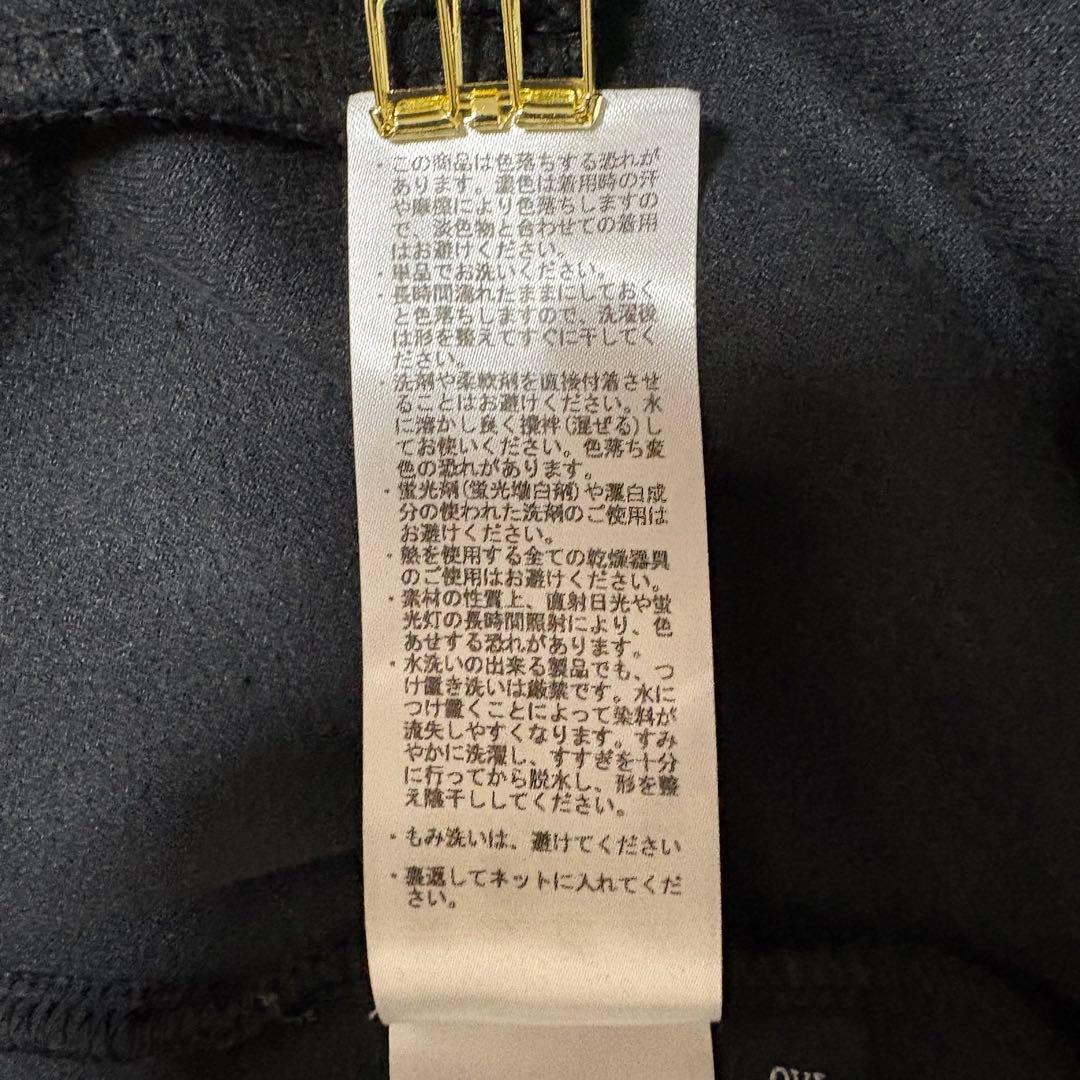 ・この商品は色落ちする恐れが
あります。濃色は着用時の汗
や摩擦により色落ちしますの
で、淡色物と合わせての着用
はお避けください。
・単品でお洗いください。
・長時間濡れたままにしておく
と色落ちしますので、洗濯後
は形を整えてすぐに干してく
ださい。
・洗剤や柔軟剤を直接付着させ
ることはお避けください。水
に溶かし良く撹拌(混ぜる)し
てお使いください。色落ち変
色の恐れがあります。
・蛍光剤(蛍光増白剤)や漂白成
分の使われた洗剤のご使用は
お避けください。
・熱を使用する全ての乾燥器具
のご使用はお避けください。
・素材の性質上、直射日光や蛍
光灯の長時間照射により、色
あせする恐れがあります。
・水洗いの出来る製品でも、つ
け置き洗いは厳禁です。水に
つけ置くことによって染料が
流失しやすくなります。すみ
やかに洗濯し、すすぎを十分
に行ってから脱水し、形を整
え陰干ししてください。
・もみ洗いは、避けてください
・裏返してネットに入れてくだ
さい。